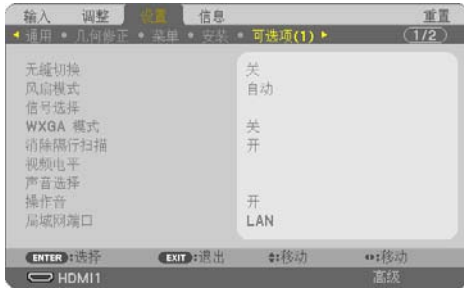 输入 调整 设置 信息 重置
通用 • 几何修正 • 菜单 • 安装 • 可选项(1) (1/2)
无缝切换 关
风扇模式 自动
信号选择
WXGA 模式 关
消除隔行扫描 开
视频电平
声音选择
操作音 开
局域网端口 LAN
ENTER:选择 EXIT:退出 :移动 :移动
HDMI1 高级